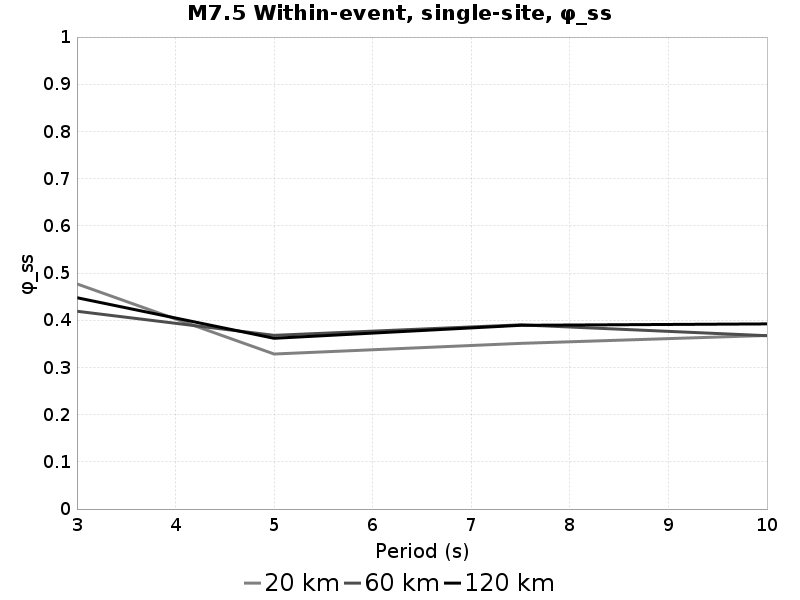 M7.5 Within-event, single-site, φ_ss
1
0.9
0.8
0.7
0.6
0.5
0.4
0.3
0.2
0.1
0
φ_ss
3 4 5 6 7 8 9 10
Period (s)
20 km 60 km 120 km